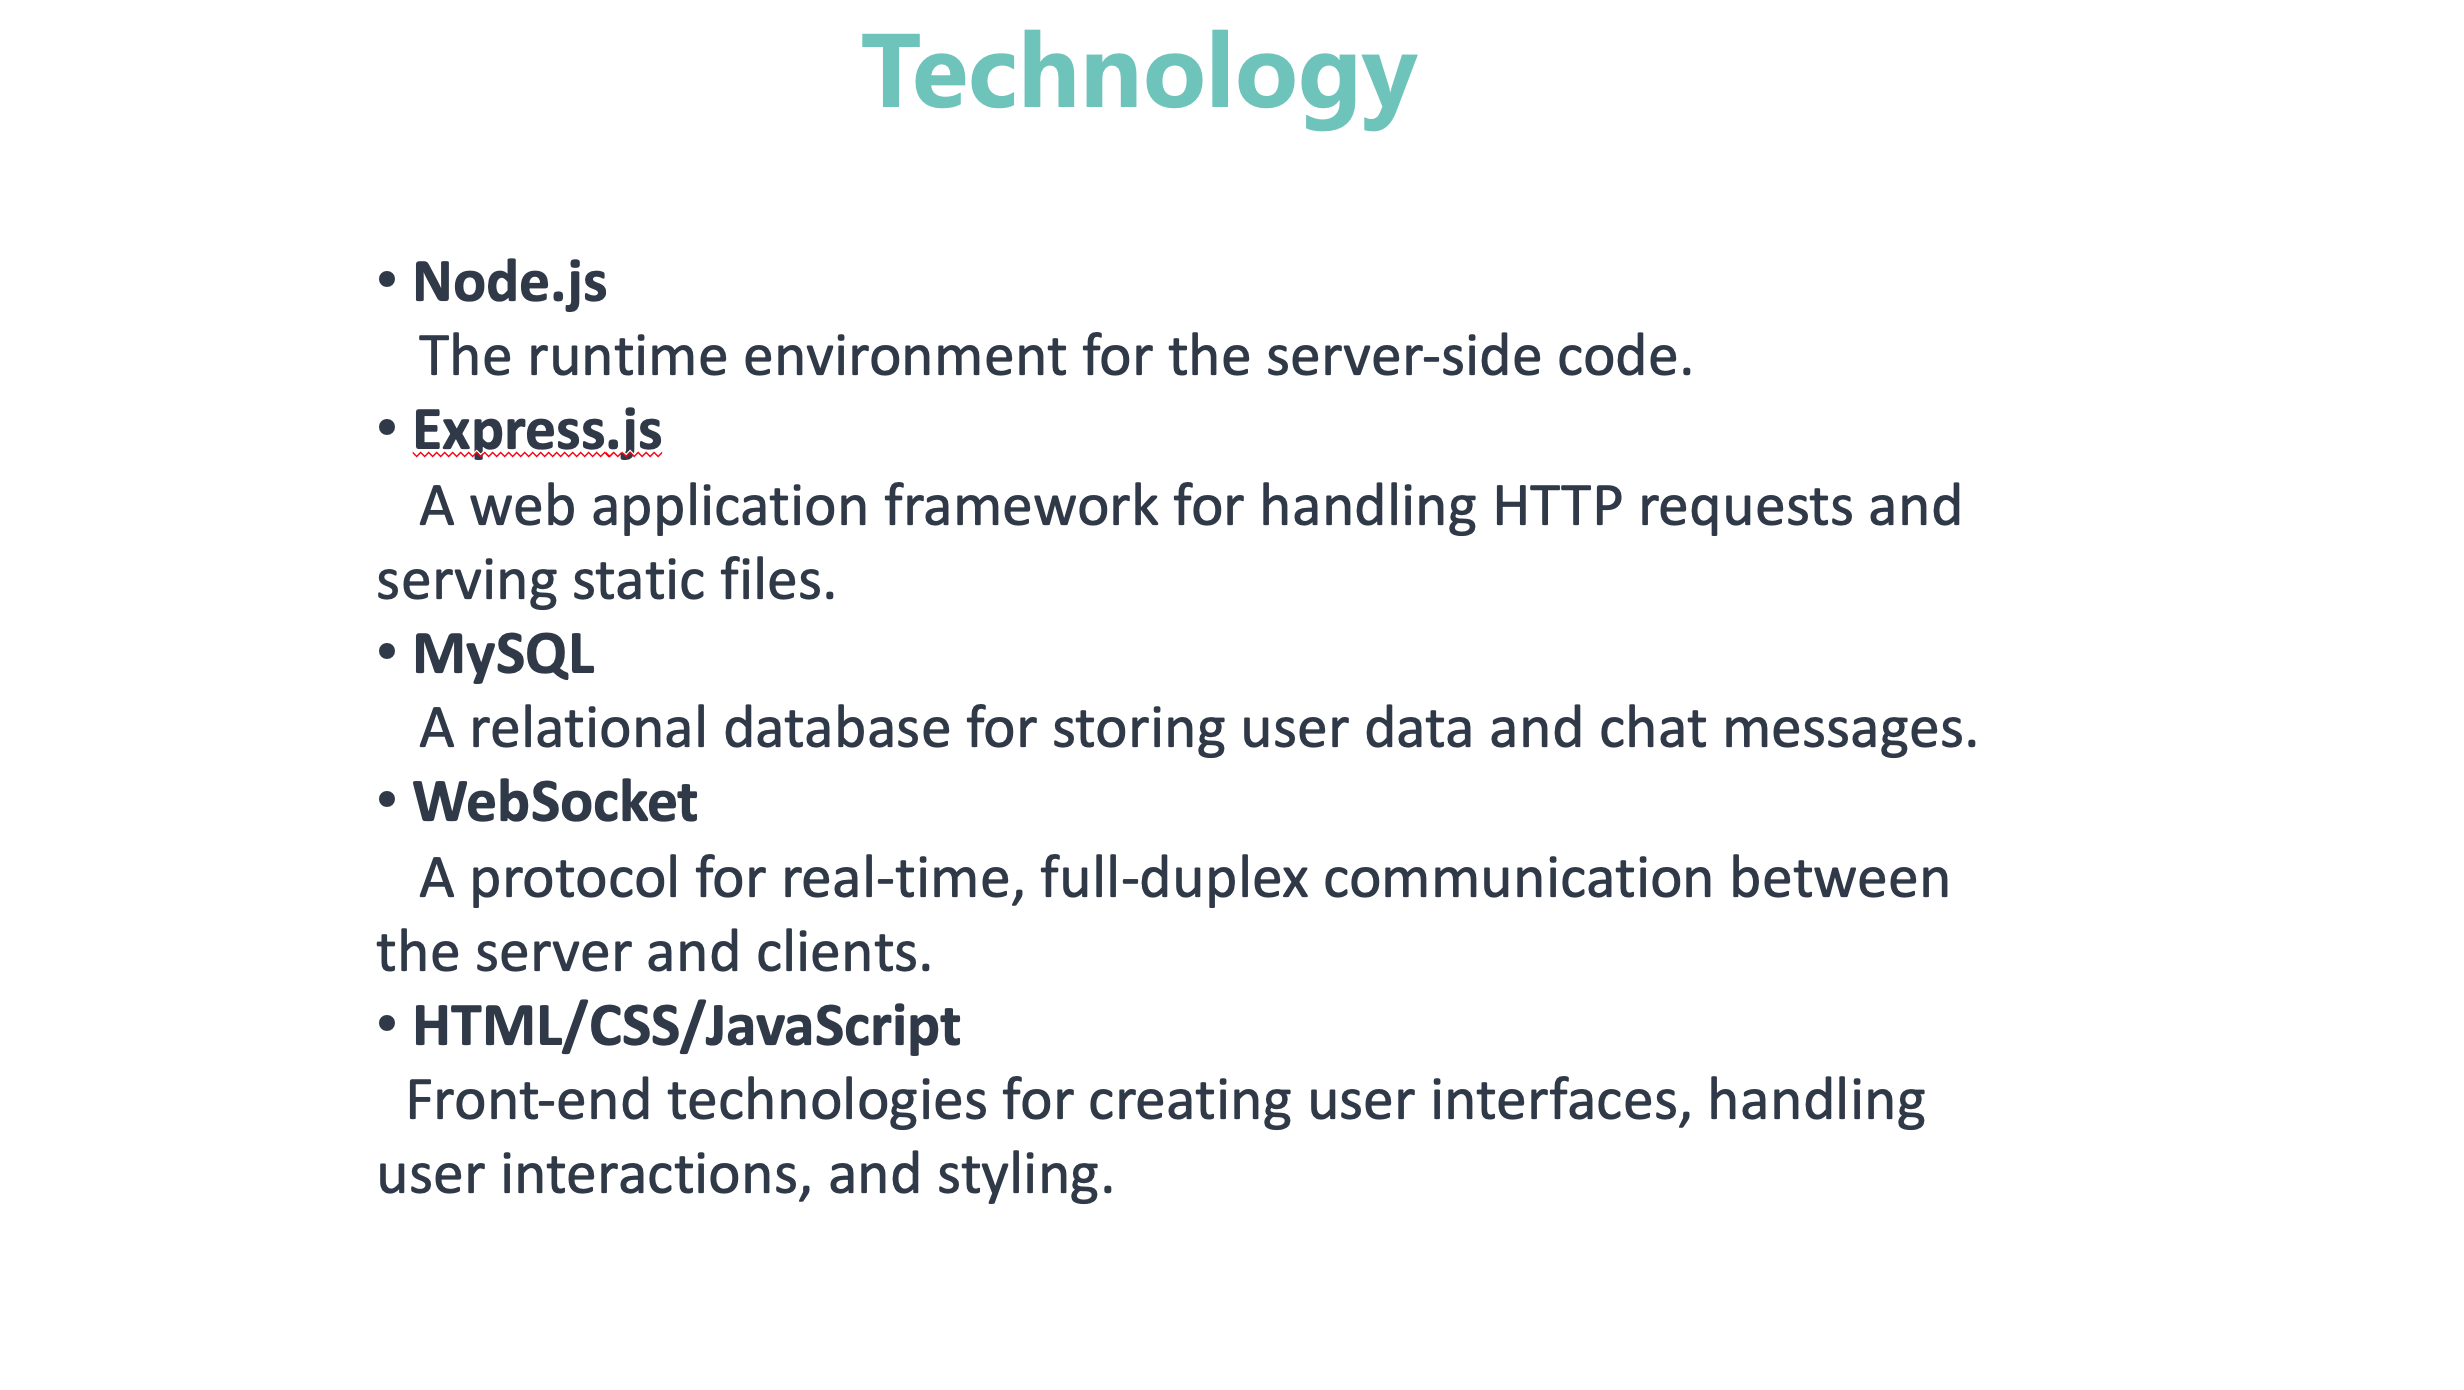 Technology
• Node.js
The runtime environment for the server-side code.
• Express.js
A web application framework for handling HTTP requests and
serving static files.
• MySQL
A relational database for storing user data and chat messages.
• WebSocket
A protocol for real-time, full-duplex communication between
the server and clients.
• HTML/CSS/JavaScript
Front-end technologies for creating user interfaces, handling
user interactions, and styling.